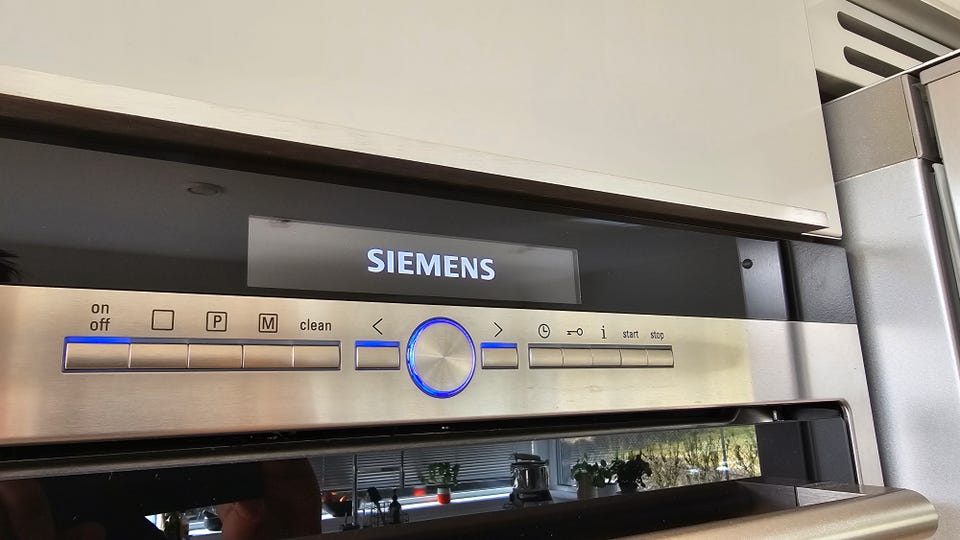 SIEMENS
on
off
P
M
clean
<
>
i
start
stop